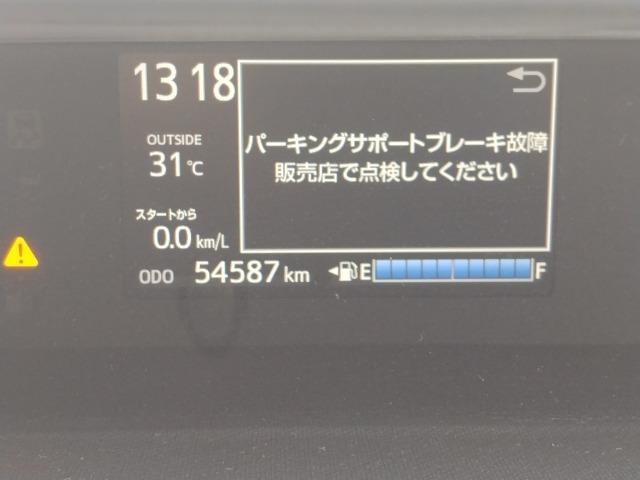 13 18
パーキングサポートブレーキ故障
販売店で点検してください
OUTSIDE
31℃
スタートから
0.0 km/L
ODO 54587 km
E F